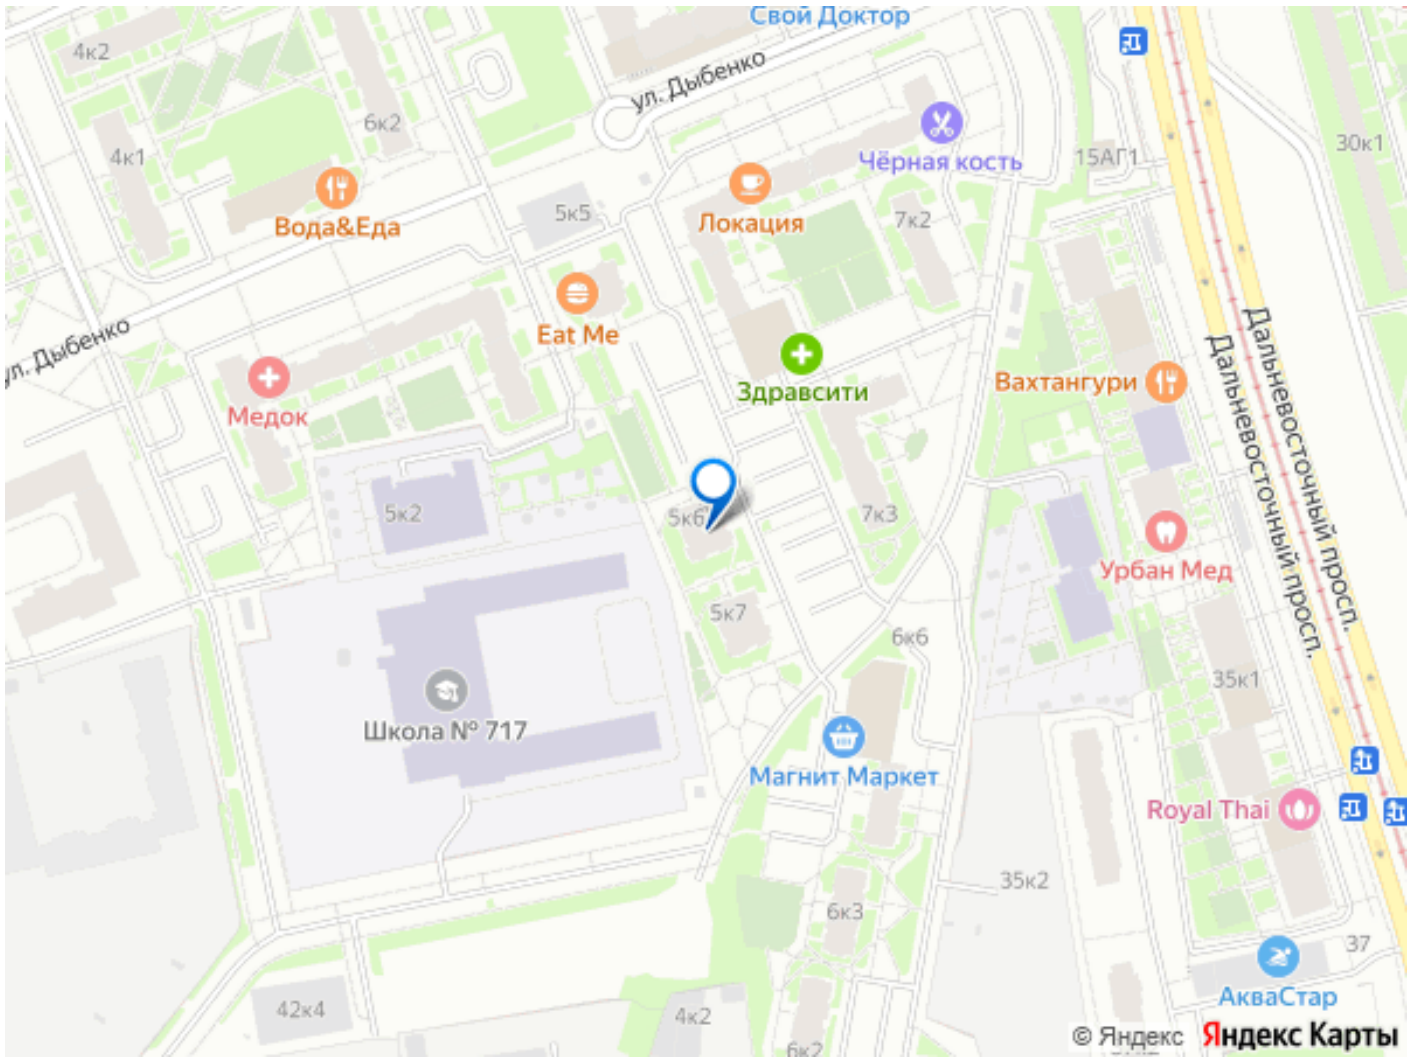 Свой Доктор
4к2
ул. Дыбенко
6к2
Чёрная кость
30к1
4к1
15АГ1
5к5
Локация
7к2
Вода&Еда
Eat Me
ул. Дыбенко
Дальневосточный просп.
Дальневосточный просп.
Вахтангури
Здравсити
Медок
5к2
5к6
7к3
Урбан Мед
5к7
6к6
35к1
Школа № 717
Магнит Маркет
Royal Thai
35к2
6к3
37
АкваСтар
42к4
4к2
6к2
© Яндекс Яндекс Карты